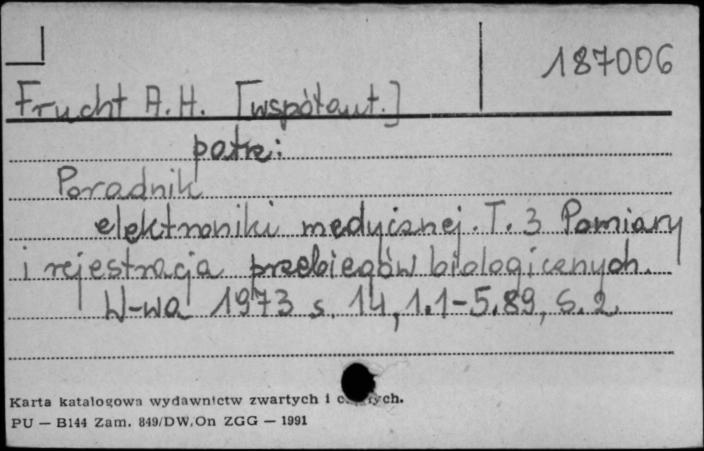 187006
Frucht A.H. [współaut.]
patrz:
Poradnik
elektroniki medycznej. T. 3 Pomiary
i rejestracja przebiegów biologicznych.
W-wa 1973 s. 14, 1.1-5.89, S. 2
Karta katalogowa wydawnictw zwartych i
PU — B144 Zam. 849/DW.On ZGG — 1991